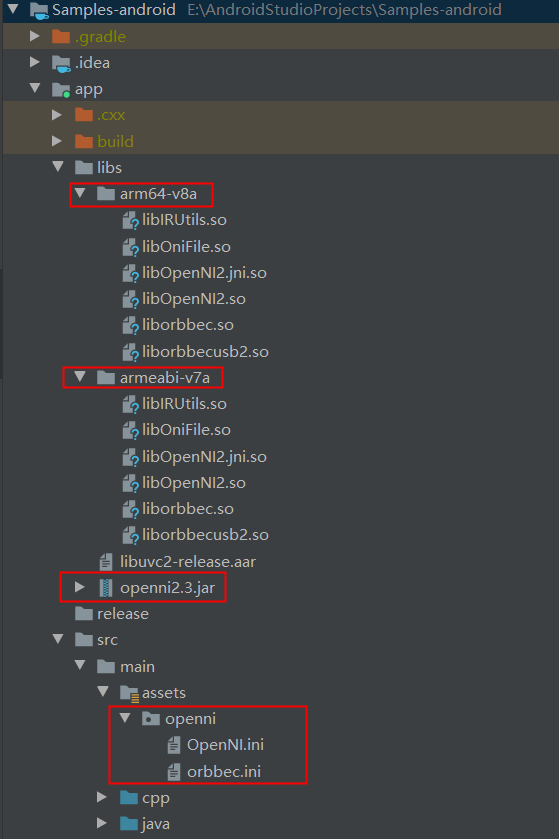 Samples-android E:\AndroidStudioProjects\Samples-android
.gradle
.idea
app
.cxx
build
libs
arm64-v8a
libIRUtils.so
libOniFile.so
libOpenNI2.jni.so
libOpenNI2.so
liborbbec.so
liborbbecusb2.so
armeabi-v7a
libIRUtils.so
libOniFile.so
libOpenNI2.jni.so
libOpenNI2.so
liborbbec.so
liborbbecusb2.so
libuvc2-release.aar
openni2.3.jar
release
src
main
assets
openni
OpenNI.ini
orbbec.ini
cpp
java